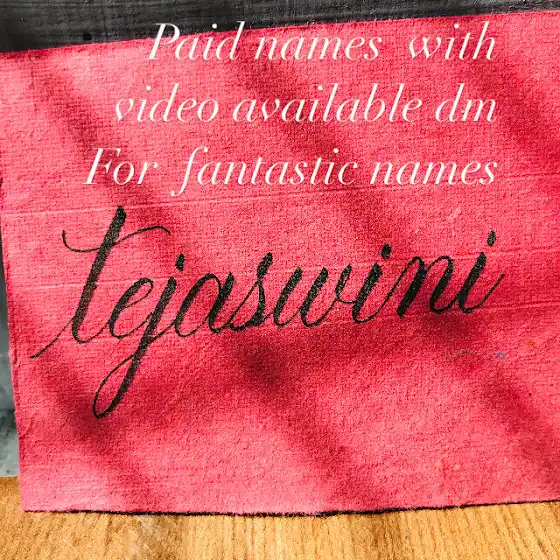 Paid names with
video available dm
For fantastic names
tejaswini